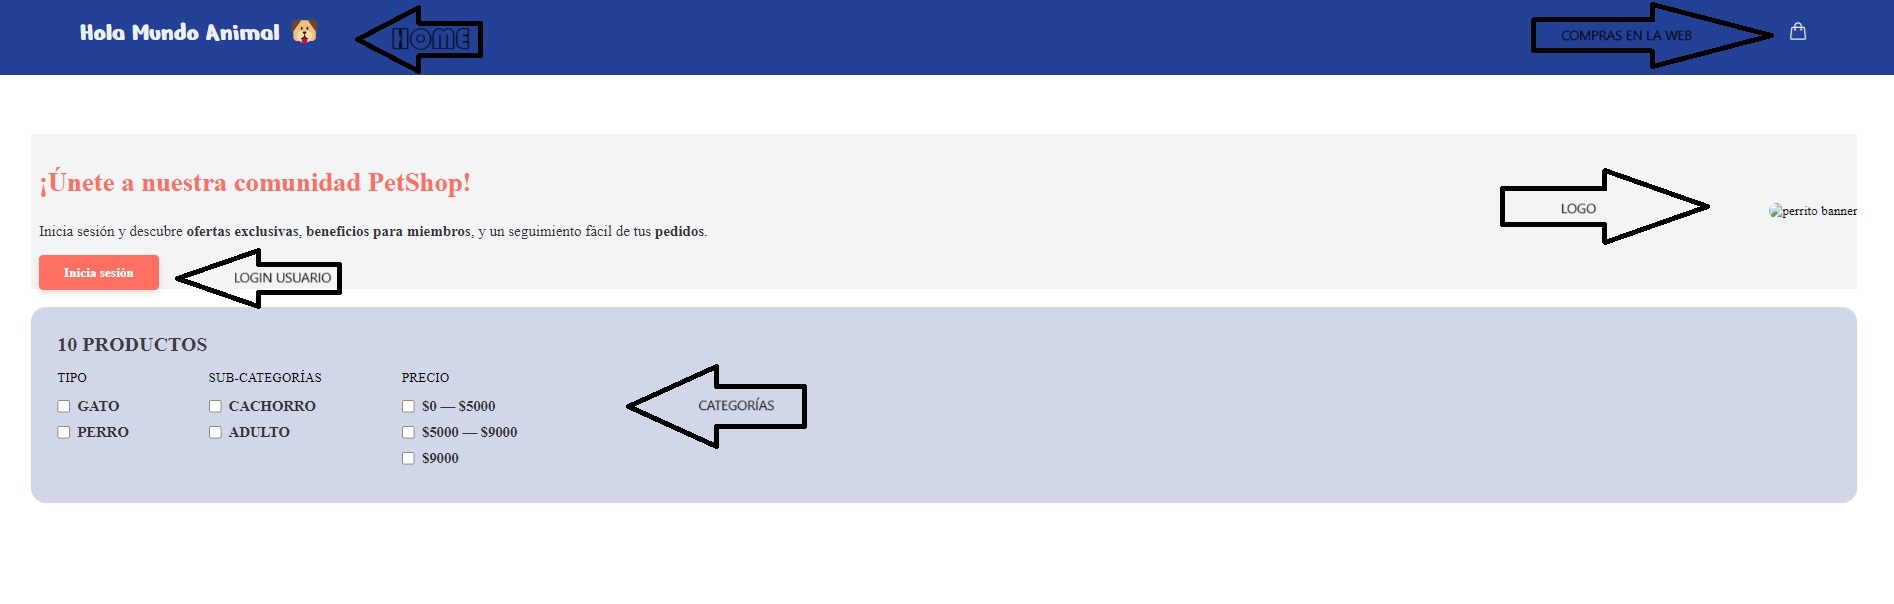 Hola Mundo Animal
HOME
COMPRAS EN LA WEB
¡Únete a nuestra comunidad PetShop!
LOGO
perrito banner
Inicia sesión y descubre ofertas exclusivas, beneficios para miembros, y un seguimiento fácil de tus pedidos.
Inicia sesión
LOGIN USUARIO
10 PRODUCTOS
TIPO SUB-CATEGORÍAS PRECIO
GATO CACHORRO $0 — $5000
CATEGORÍAS
PERRO ADULTO $5000 — $9000
$9000